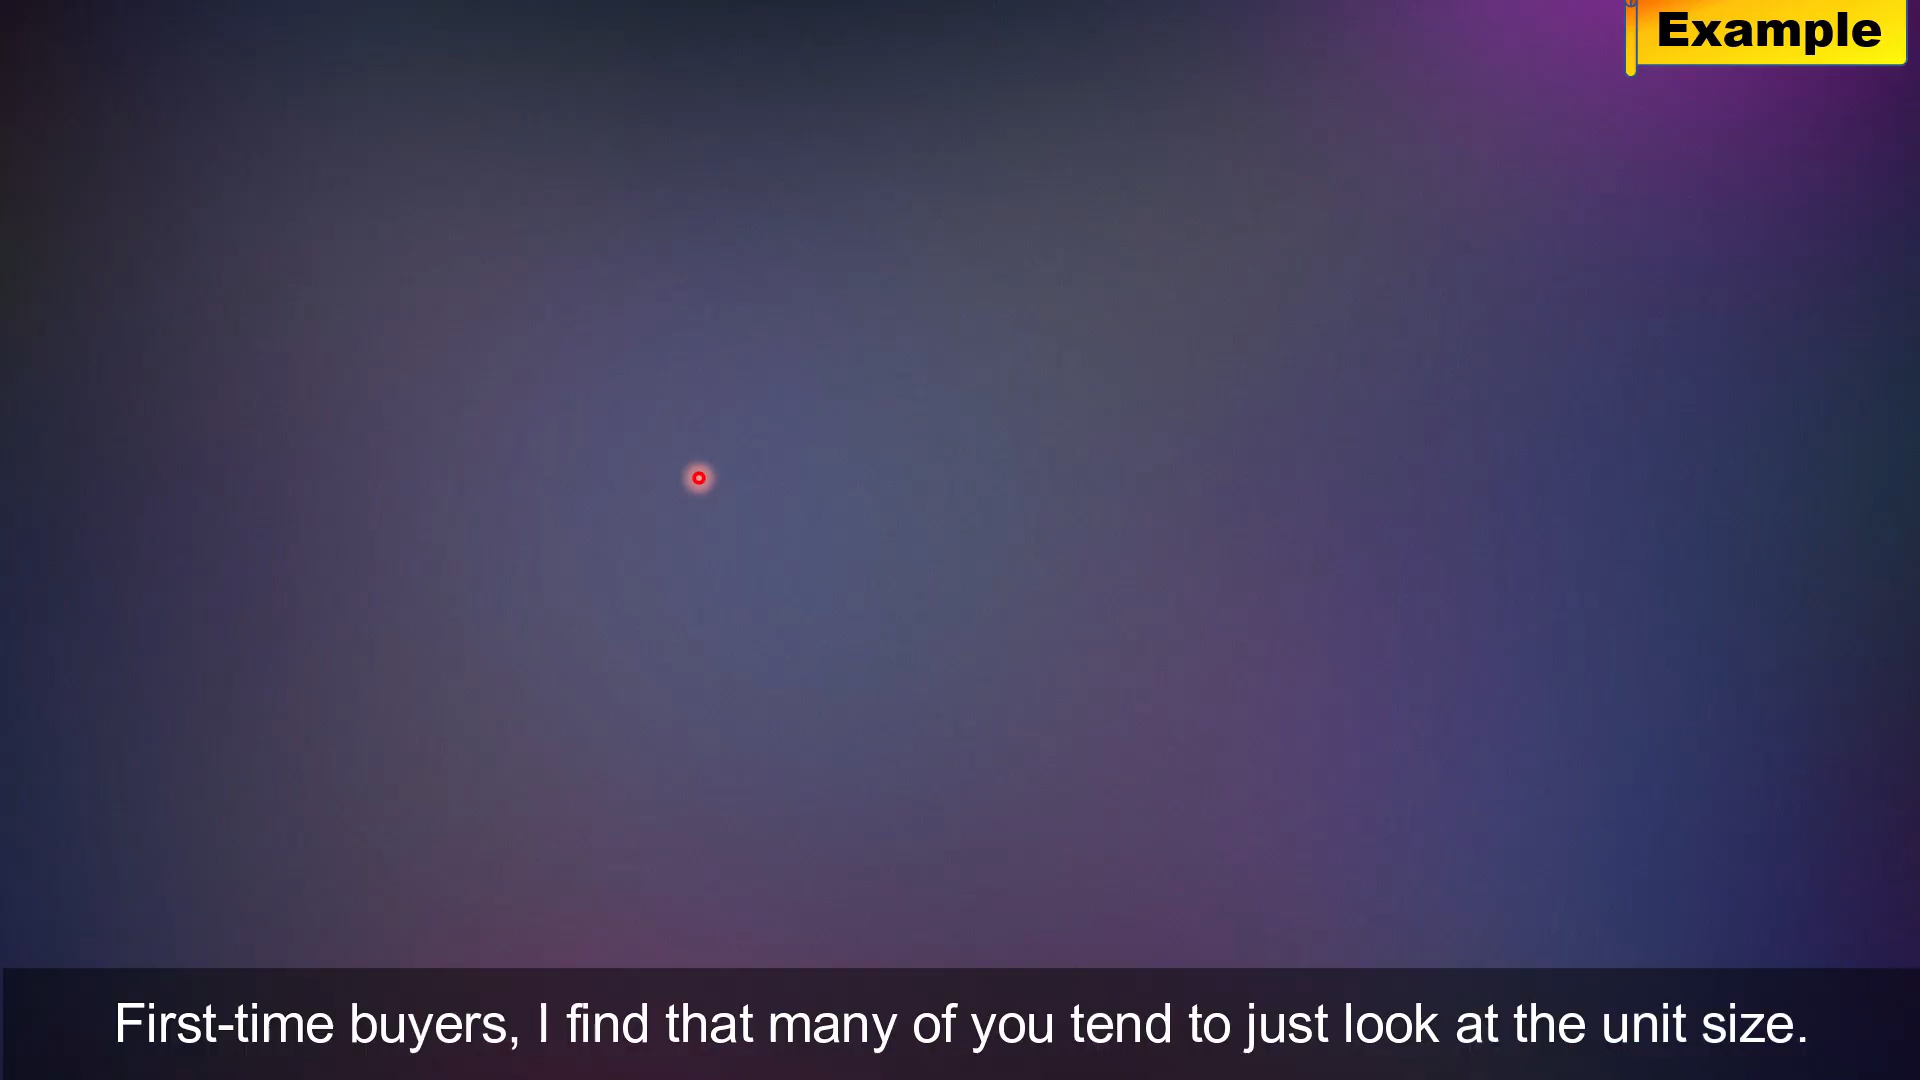 Example
First-time buyers, I find that many of you tend to just look at the unit size.